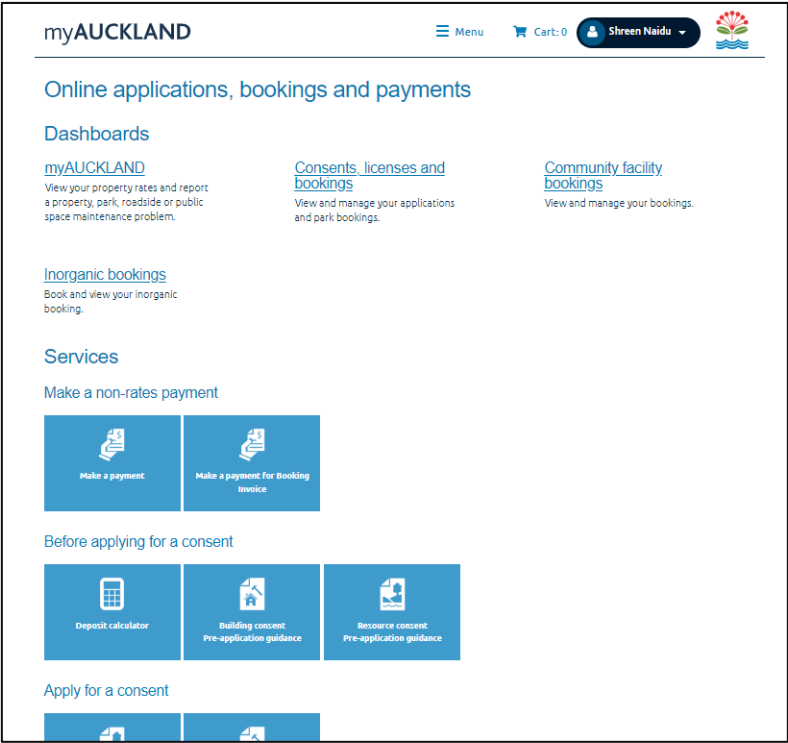 myAUCKLAND
Menu
Cart: 0
Shreen Naidu
Online applications, bookings and payments
Dashboards
myAUCKLAND
View your property rates and report
a property, park, roadside or public
space maintenance problem.
Consents, licenses and
bookings
View and manage your applications
and park bookings.
Community facility
bookings
View and manage your bookings.
Inorganic bookings
Book and view your inorganic
booking.
Services
Make a non-rates payment
Make a payment
Make a payment for Booking
Invoice
Before applying for a consent
Deposit calculator
Building consent
Pre-application guidance
Resource consent
Pre-application guidance
Apply for a consent